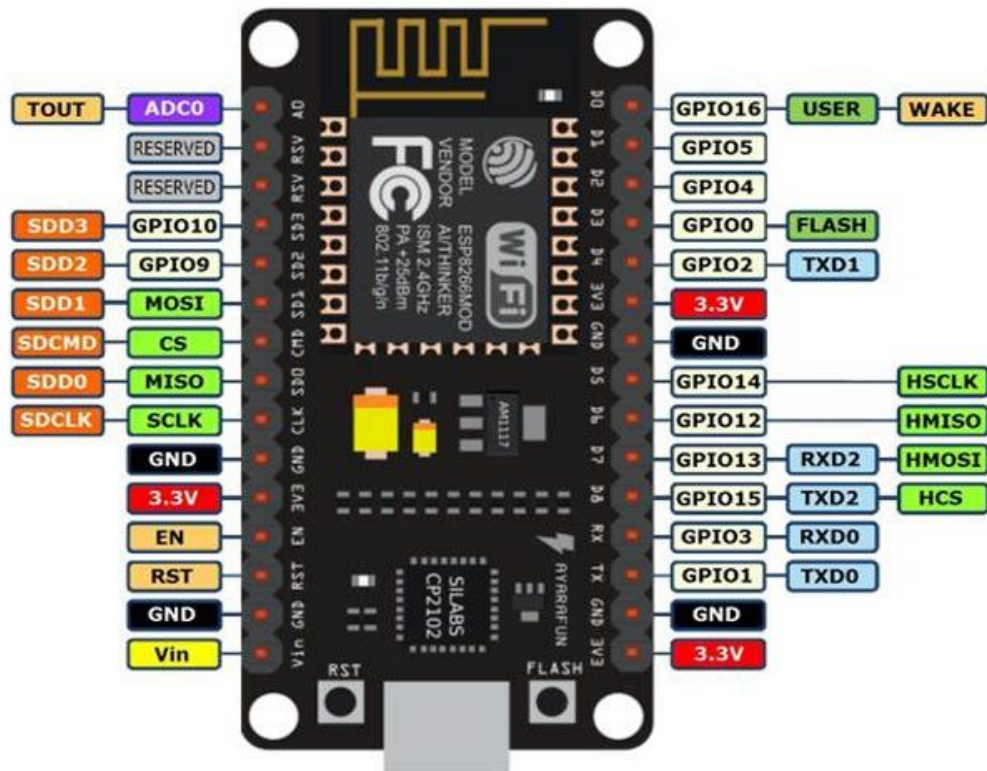 TOUT ADC0 A0 D0 GPIO16 USER WAKE
RESERVED RSV D1 GPIO5
RESERVED RSV D2 GPIO4
SDD3 GPIO10 SD3 D3 GPIO0 FLASH
SDD2 GPIO9 SD2 D4 GPIO2 TXD1
SDD1 MOSI SD1 3V3 3.3V
SDCMD CS CMD GND GND
SDD0 MISO SD0 D5 GPIO14 HSCLK
SDCLK SCLK CLK D6 GPIO12 HMISO
GND GND D7 GPIO13 RXD2 HMOSI
3.3V 3V3 D8 GPIO15 TXD2 HCS
EN EN RX GPIO3 RXD0
RST RST TX GPIO1 TXD0
GND GND GND GND
Vin Vin 3VE 3.3V
FC
MODEL ESP8266MOD
VENDOR AI/THINKER
ISM 2.4GHz
PA +25dBm
802.11b/g/n
WiFi
AM1117
SILABS
CP2102
AYARAFUN
RST
FLASH